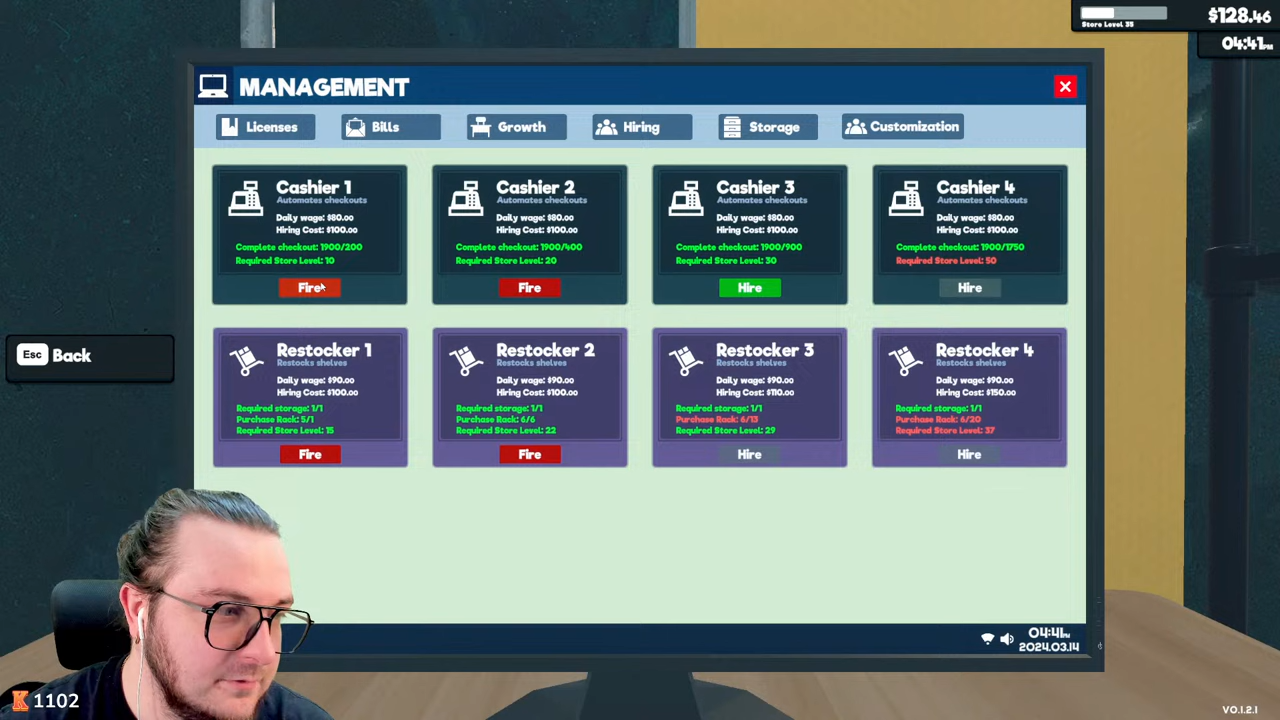 $128.46
Store Level 35
04:41PM
MANAGEMENT
Licenses
Bills
Growth
Hiring
Storage
Customization
Cashier 1
Automates checkouts
Daily wage: $80.00
Hiring Cost: $100.00
Complete checkout: 1900/200
Required Store Level: 10
Fire
Cashier 2
Automates checkouts
Daily wage: $80.00
Hiring Cost: $100.00
Complete checkout: 1900/400
Required Store Level: 20
Fire
Cashier 3
Automates checkouts
Daily wage: $80.00
Hiring Cost: $100.00
Complete checkout: 1900/900
Required Store Level: 30
Hire
Cashier 4
Automates checkouts
Daily wage: $80.00
Hiring Cost: $100.00
Complete checkout: 1900/1750
Required Store Level: 50
Hire
Esc Back
Restocker 1
Restocks shelves
Daily wage: $90.00
Hiring Cost: $100.00
Required storage: 1/1
Purchase Rack: 5/1
Required Store Level: 15
Fire
Restocker 2
Restocks shelves
Daily wage: $90.00
Hiring Cost: $100.00
Required storage: 1/1
Purchase Rack: 6/6
Required Store Level: 22
Fire
Restocker 3
Restocks shelves
Daily wage: $90.00
Hiring Cost: $110.00
Required storage: 1/1
Purchase Rack: 6/13
Required Store Level: 29
Hire
Restocker 4
Restocks shelves
Daily wage: $90.00
Hiring Cost: $150.00
Required storage: 1/1
Purchase Rack: 6/20
Required Store Level: 37
Hire
04:41PM
2024.03.14
K 1102
V0.1.2.1